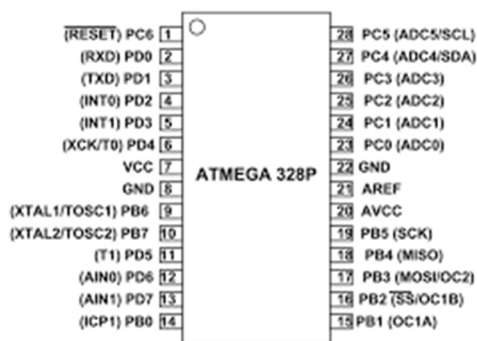 (RESET) PC6 1
(RXD) PD0 2
(TXD) PD1 3
(INT0) PD2 4
(INT1) PD3 5
(XCK/T0) PD4 6
VCC 7
GND 8
(XTAL1/TOSC1) PB6 9
(XTAL2/TOSC2) PB7 10
(T1) PD5 11
(AIN0) PD6 12
(AIN1) PD7 13
(ICP1) PB0 14
ATMEGA 328P
28 PC5 (ADC5/SCL)
27 PC4 (ADC4/SDA)
26 PC3 (ADC3)
25 PC2 (ADC2)
24 PC1 (ADC1)
23 PC0 (ADC0)
22 GND
21 AREF
20 AVCC
19 PB5 (SCK)
18 PB4 (MISO)
17 PB3 (MOSI/OC2)
16 PB2 (SS/OC1B)
15 PB1 (OC1A)